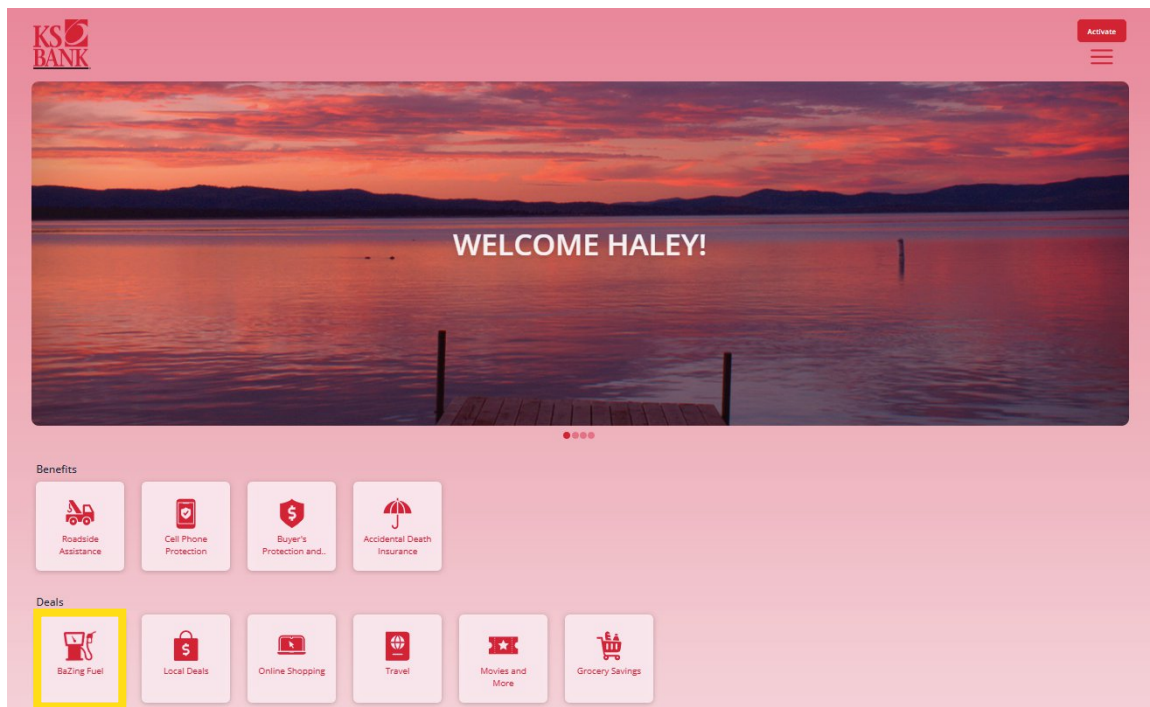 KS
BANK
Activate
WELCOME HALEY!
Benefits
Roadside
Assistance
Cell Phone
Protection
Buyer's
Protection and..
Accidental Death
Insurance
Deals
BaZing Fuel
Local Deals
Online Shopping
Travel
Movies and
More
Grocery Savings